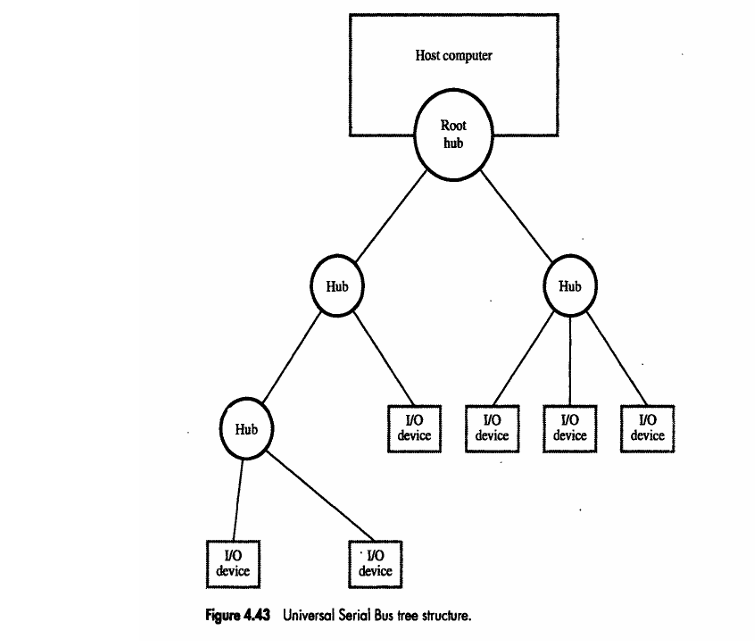 Host computer
Root
hub
Hub
Hub
I/O
device
I/O
device
I/O
device
I/O
device
Hub
I/O
device
I/O
device
Figure 4.43 Universal Serial Bus tree structure.